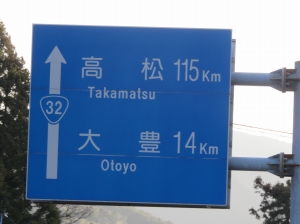 高松 115Km
Takamatsu
32
大豊 14Km
Otoyo